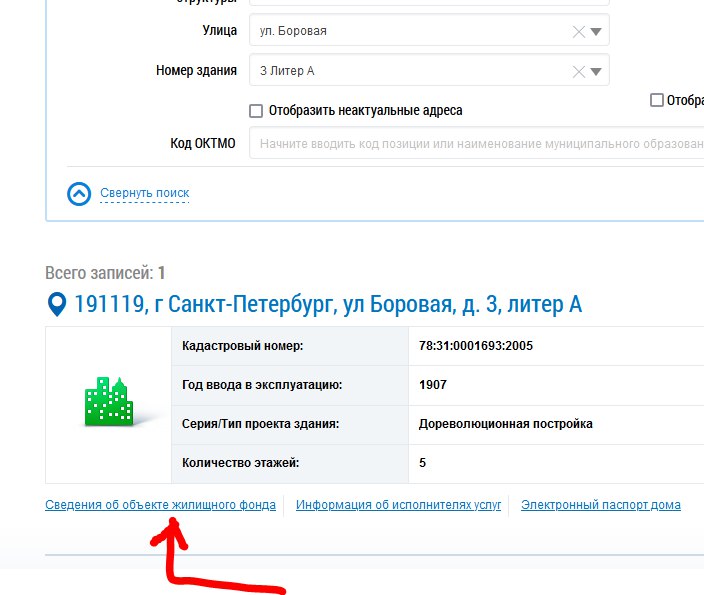 Улица
ул. Боровая
Номер здания
3 Литер А
Отобразить неактуальные адреса
Код ОКТМО
Начните вводить код позиции или наименование муниципального
Свернуть поиск
Всего записей: 1
191119, г Санкт-Петербург, ул Боровая, д. 3, литер А
Кадастровый номер: 78:31:0001693:2005
Год ввода в эксплуатацию: 1907
Серия/Тип проекта здания: Дореволюционная постройка
Количество этажей: 5
Сведения об объекте жилищного фонда Информация об исполнителях услуг Электронный паспорт дома